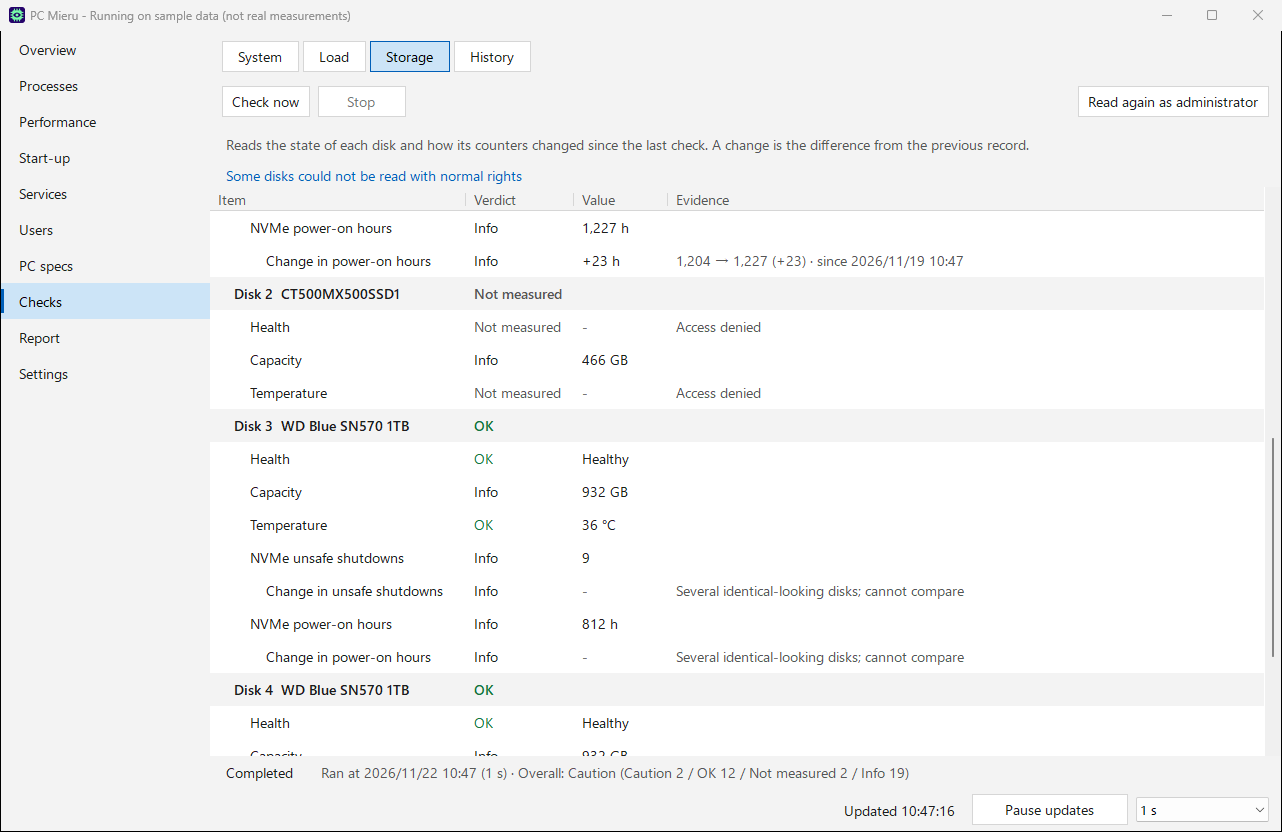 PC Mieru - Running on sample data (not real measurements)
Overview
Processes
Performance
Start-up
Services
Users
PC specs
Checks
Report
Settings
System Load Storage History
Check now Stop Read again as administrator
Reads the state of each disk and how its counters changed since the last check. A change is the difference from the previous record.
Some disks could not be read with normal rights
Item Verdict Value Evidence
NVMe power-on hours Info 1,227 h
Change in power-on hours Info +23 h 1,204 → 1,227 (+23) · since 2026/11/19 10:47
Disk 2 CT500MX500SSD1 Not measured
Health Not measured - Access denied
Capacity Info 466 GB
Temperature Not measured - Access denied
Disk 3 WD Blue SN570 1TB OK
Health OK Healthy
Capacity Info 932 GB
Temperature OK 36 °C
NVMe unsafe shutdowns Info 9
Change in unsafe shutdowns Info - Several identical-looking disks; cannot compare
NVMe power-on hours Info 812 h
Change in power-on hours Info - Several identical-looking disks; cannot compare
Disk 4 WD Blue SN570 1TB OK
Health OK Healthy
Capacity Info 932 GB
Completed Ran at 2026/11/22 10:47 (1 s) · Overall: Caution (Caution 2 / OK 12 / Not measured 2 / Info 19)
Updated 10:47:16 Pause updates 1 s